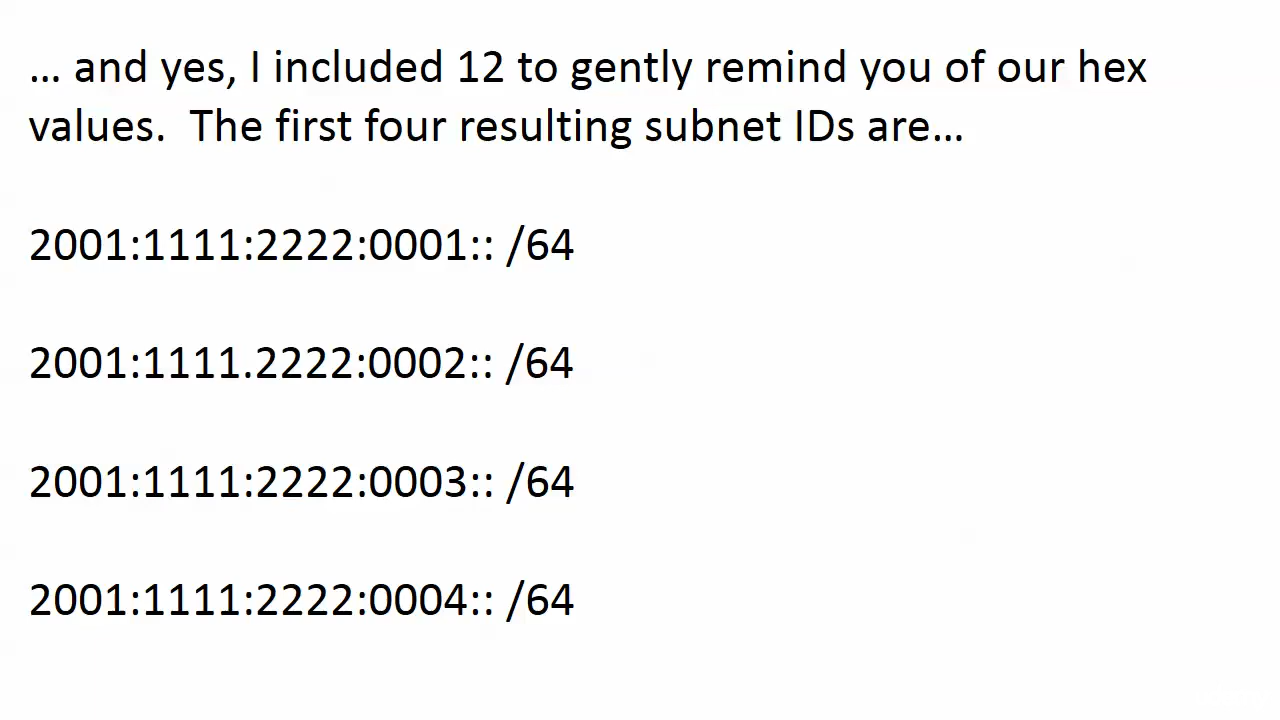 … and yes, I included 12 to gently remind you of our hex
values.  The first four resulting subnet IDs are…
2001:1111:2222:0001:: /64
2001:1111.2222:0002:: /64
2001:1111:2222:0003:: /64
2001:1111:2222:0004:: /64